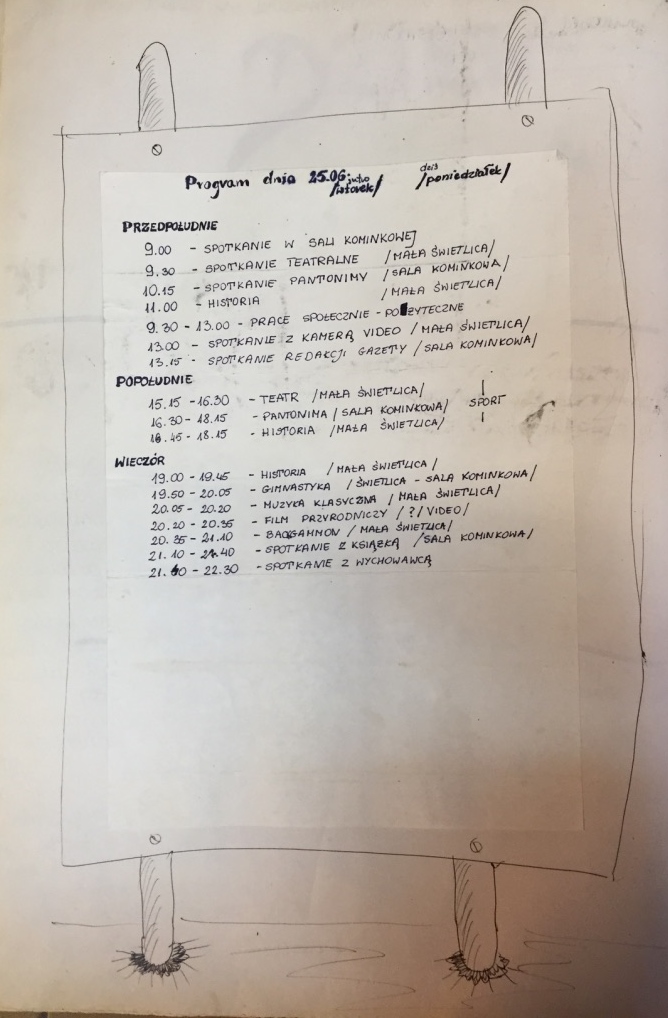 Program dnia 25.06. jutro /wtorek/ dziś /poniedziałek/
PRZEDPOŁUDNIE
9.00 - SPOTKANIE W SALI KOMINKOWEJ
9.30 - SPOTKANIE TEATRALNE /MAŁA ŚWIETLICA/
10.15 - SPOTKANIE PANTONIMY /SALA KOMINKOWA/
11.00 - HISTORIA /MAŁA ŚWIETLICA/
9.30 - 13.00 - PRACE SPOŁECZNIE - POŻYTECZNE
13.00 - SPOTKANIE Z KAMERĄ VIDEO /MAŁA ŚWIETLICA/
13.15 - SPOTKANIE REDAKCJI GAZETY /SALA KOMINKOWA/
POPOŁUDNIE
15.15 - 16.30 - TEATR /MAŁA ŚWIETLICA/
16.30 - 18.15 - PANTONIMA /SALA KOMINKOWA/ SPORT
16.45 - 18.15 - HISTORIA /MAŁA ŚWIETLICA/
WIECZÓR
19.00 - 19.45 - HISTORIA /MAŁA ŚWIETLICA/
19.50 - 20.05 - GIMNASTYKA /ŚWIETLICA - SALA KOMINKOWA/
20.05 - 20.20 - MUZYKA KLASYCZNA /MAŁA ŚWIETLICA/
20.20 - 20.35 - FILM PRZYRODNICZY /?/VIDEO/
20.35 - 21.10 - BAGGAMMON /MAŁA ŚWIETLICA/
21.10 - 21.40 - SPOTKANIE Z KSIĄŻKĄ /SALA KOMINKOWA/
21.40 - 22.30 - SPOTKANIE Z WYCHOWAWCĄ